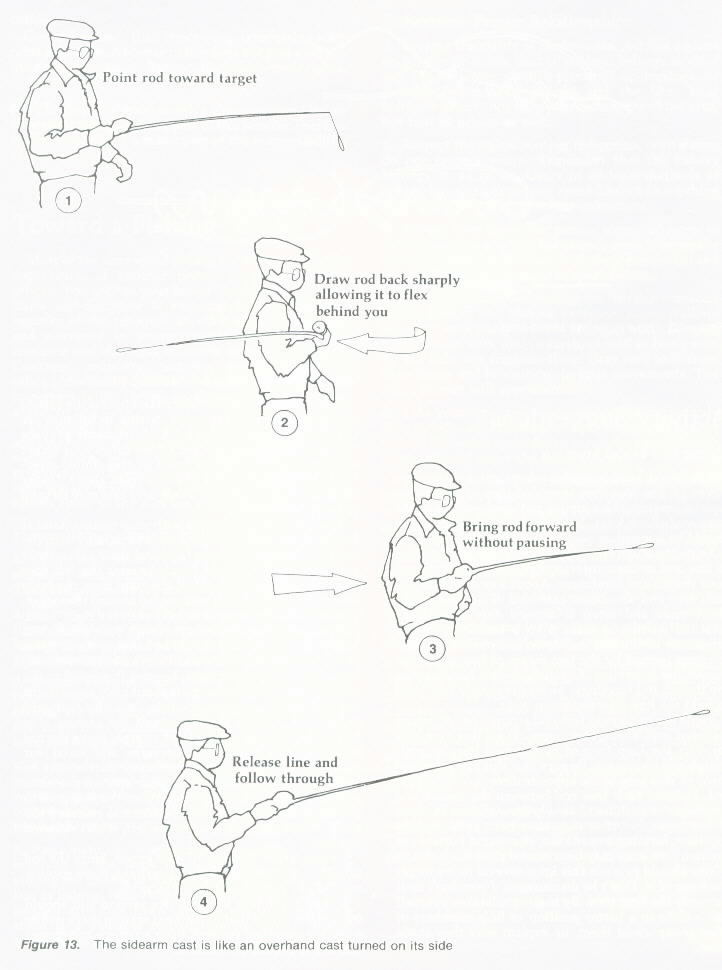 Point rod toward target
1
Draw rod back sharply
allowing it to flex
behind you
2
Bring rod forward
without pausing
3
Release line and
follow through
4
Figure 13. The sidearm cast is like an overhand cast turned on its side